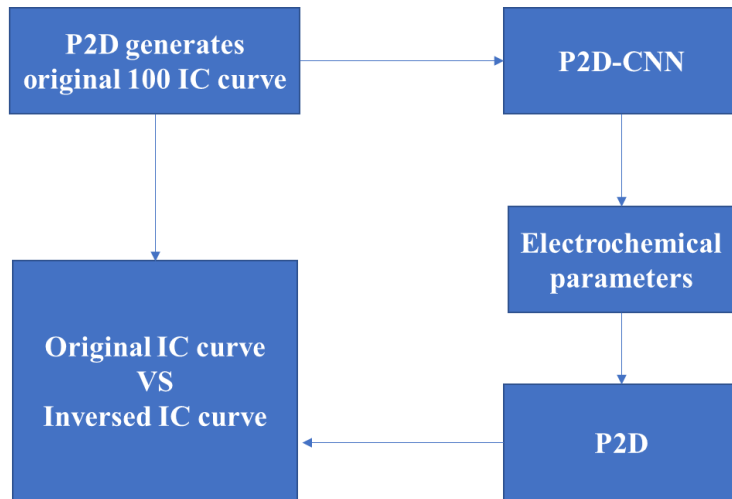 P2D generates
original 100 IC curve
P2D-CNN
Electrochemical
parameters
Original IC curve
VS
Inversed IC curve
P2D